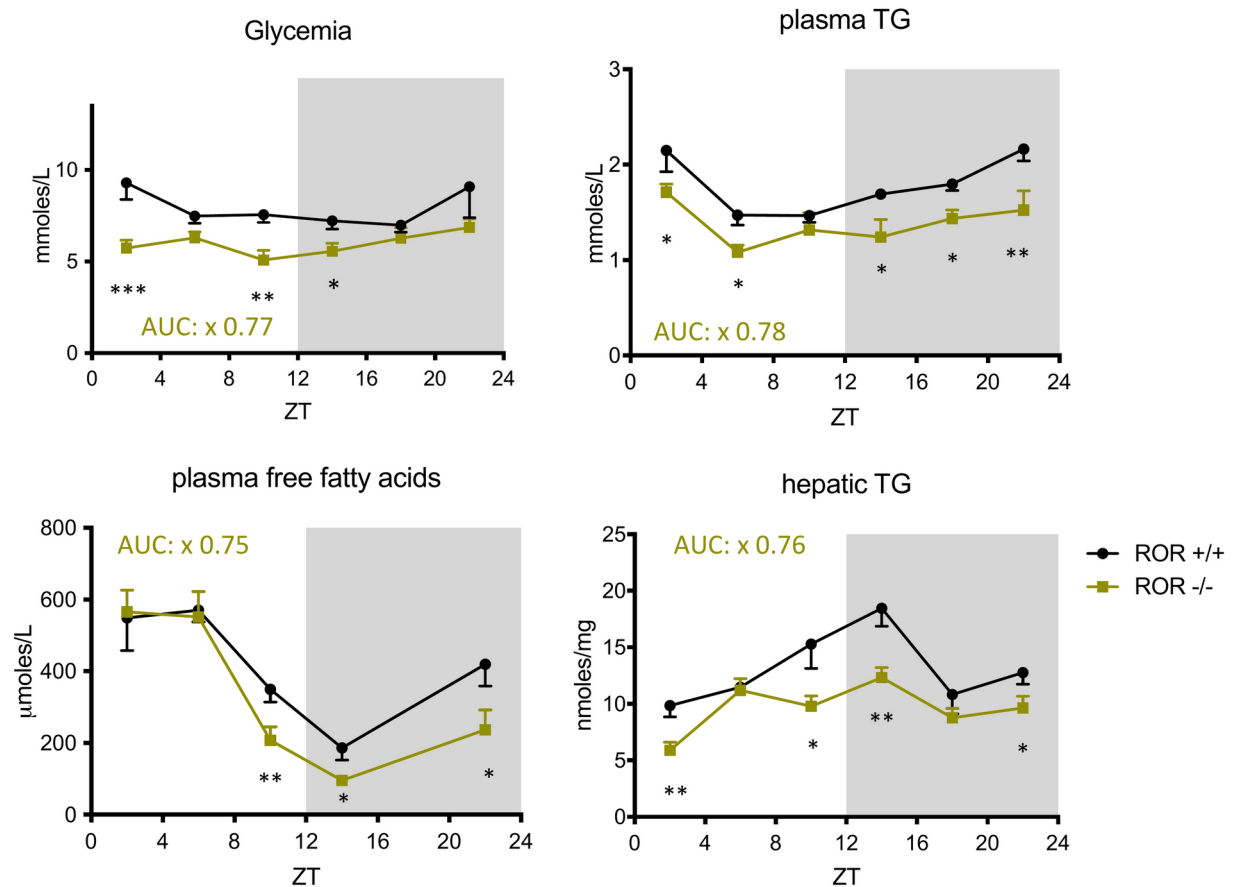 Glycemia
mmoles/L
10
5
0
*** ** *
AUC: x 0.77
0 4 8 12 16 20 24
ZT
plasma TG
mmoles/L
3
2
1
0
* * * * **
AUC: x 0.78
0 4 8 12 16 20 24
ZT
plasma free fatty acids
µmoles/L
800
600
400
200
0
AUC: x 0.75
** * *
0 4 8 12 16 20 24
ZT
hepatic TG
nmoles/mg
25
20
15
10
5
0
AUC: x 0.76
** * ** *
0 4 8 12 16 20 24
ZT
ROR +/+
ROR -/-